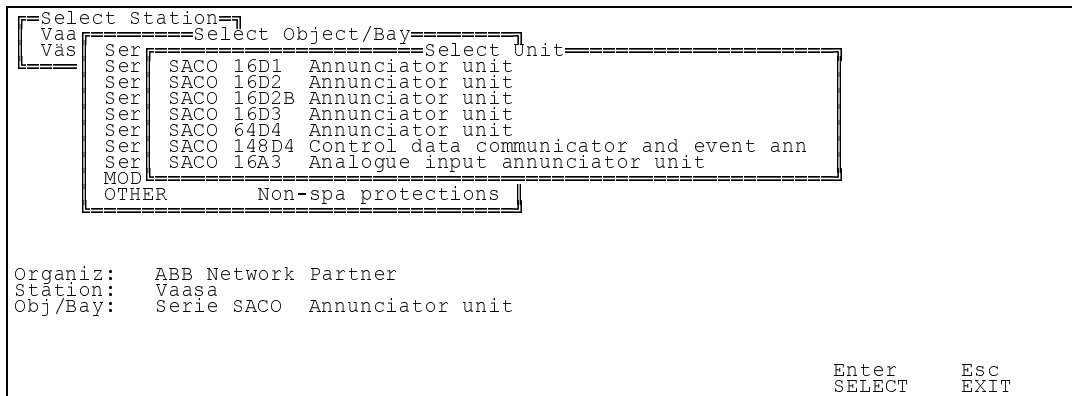 Select Station
Vaa Select Object/Bay
Väs Ser Select Unit
Ser SACO 16D1 Annunciator unit
Ser SACO 16D2 Annunciator unit
Ser SACO 16D2B Annunciator unit
Ser SACO 16D3 Annunciator unit
Ser SACO 64D4 Annunciator unit
Ser SACO 148D4 Control data communicator and event ann
Ser SACO 16A3 Analogue input annunciator unit
MOD
OTHER Non-spa protections
Organiz: ABB Network Partner
Station: Vaasa
Obj/Bay: Serie SACO Annunciator unit
Enter Esc
SELECT EXIT